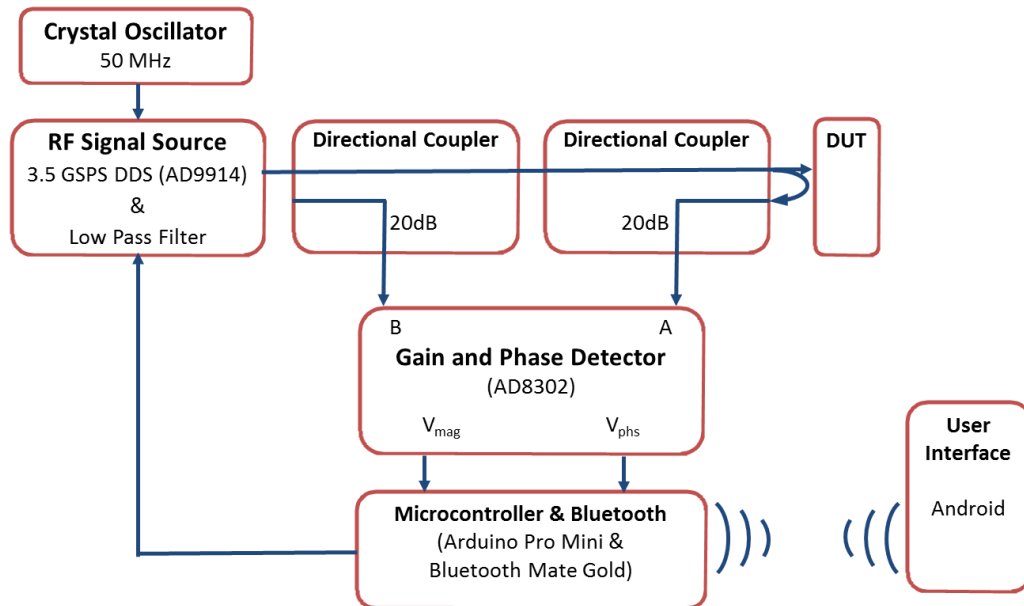 Crystal Oscillator
50 MHz
RF Signal Source
3.5 GSPS DDS (AD9914)
&
Low Pass Filter
Directional Coupler
20dB
Directional Coupler
20dB
DUT
B
A
Gain and Phase Detector
(AD8302)
Vmag
Vphs
Microcontroller & Bluetooth
(Arduino Pro Mini &
Bluetooth Mate Gold)
User
Interface
Android